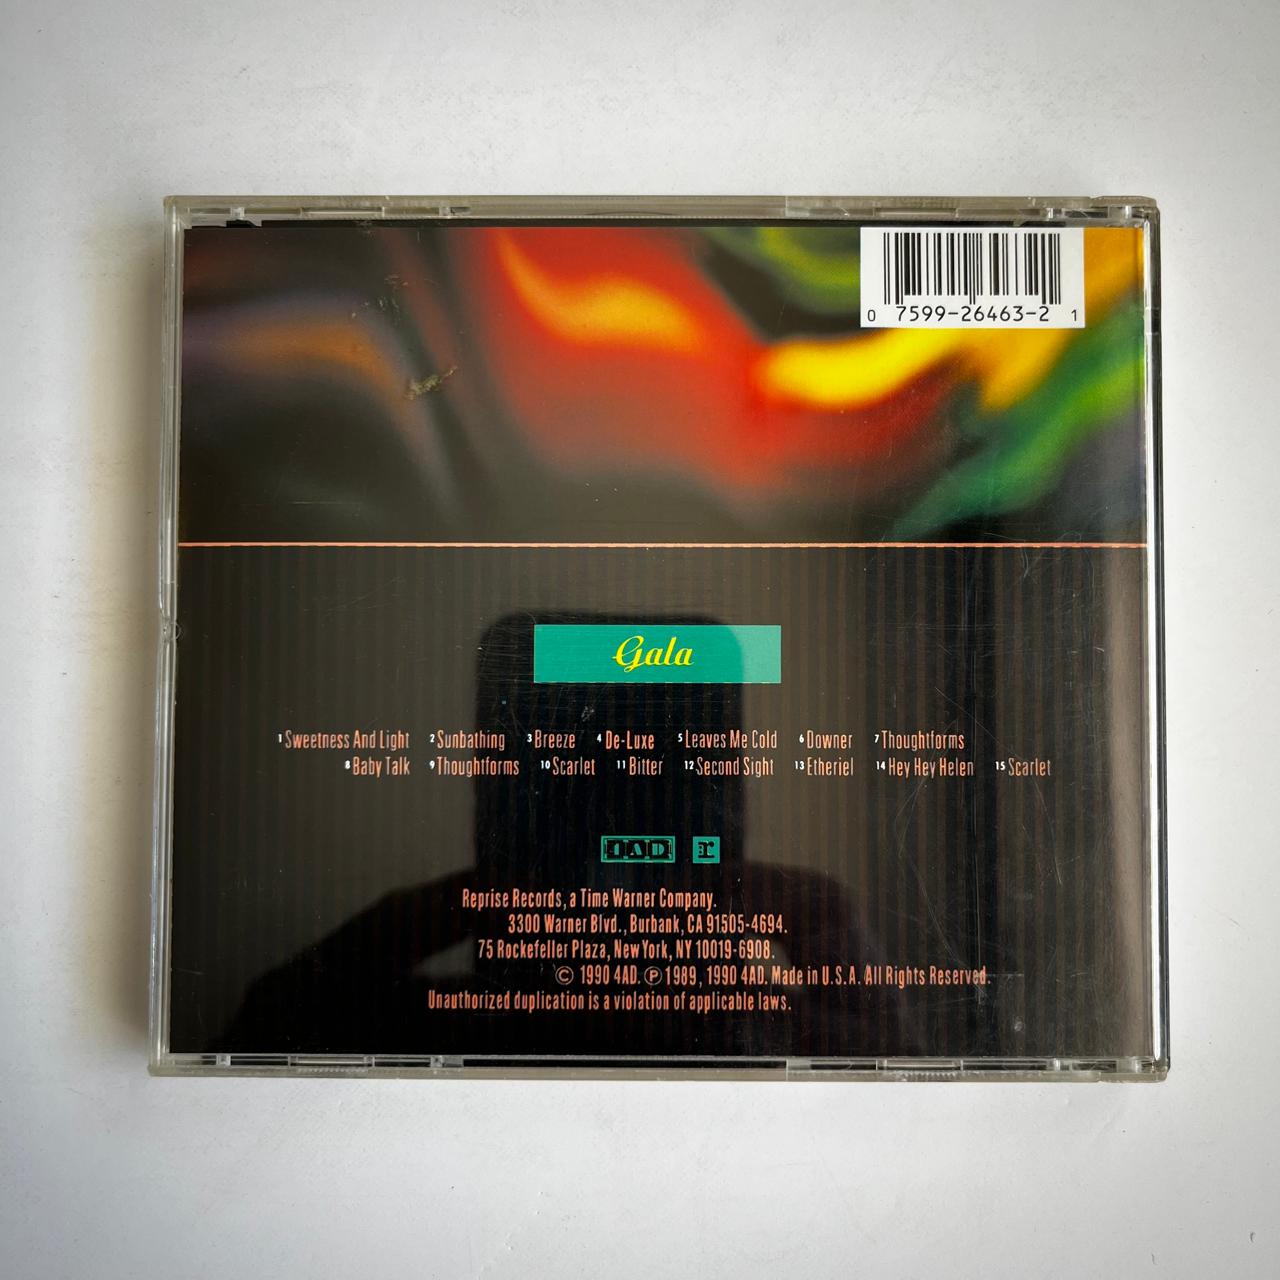 0 7599-26463-2 1
Gala
1 Sweetness And Light 2 Sunbathing 3 Breeze 4 De-Luxe 5 Leaves Me Cold 6 Downer 7 Thoughtforms
8 Baby Talk 9 Thoughtforms 10 Scarlet 11 Bitter 12 Second Sight 13 Etheriel 14 Hey Hey Helen 15 Scarlet
4AD r
Reprise Records, a Time Warner Company.
3300 Warner Blvd., Burbank, CA 91505-4694.
75 Rockefeller Plaza, New York, NY 10019-6908.
© 1990 4AD. ℗ 1989, 1990 4AD. Made in U.S.A. All Rights Reserved.
Unauthorized duplication is a violation of applicable laws.